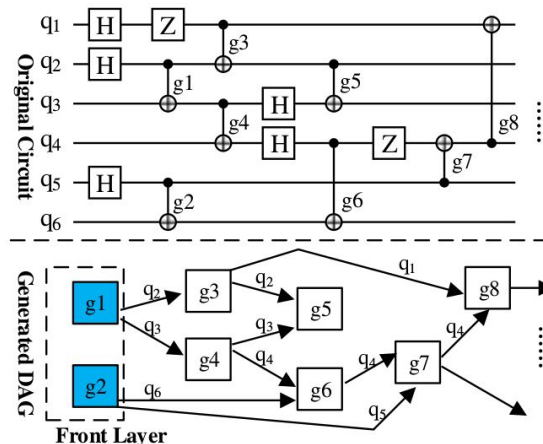 Original Circuit
q1 H Z g3
q2 H g1 g5
q3 g4 H g8
q4 H Z g7
q5 H g2 g6
q6
Generated DAG
g1 q2 g3 q2 q1 g8
q3 g4 q3 g5 q4
g2 q6 q4 g6 q4 g7
q5
Front Layer